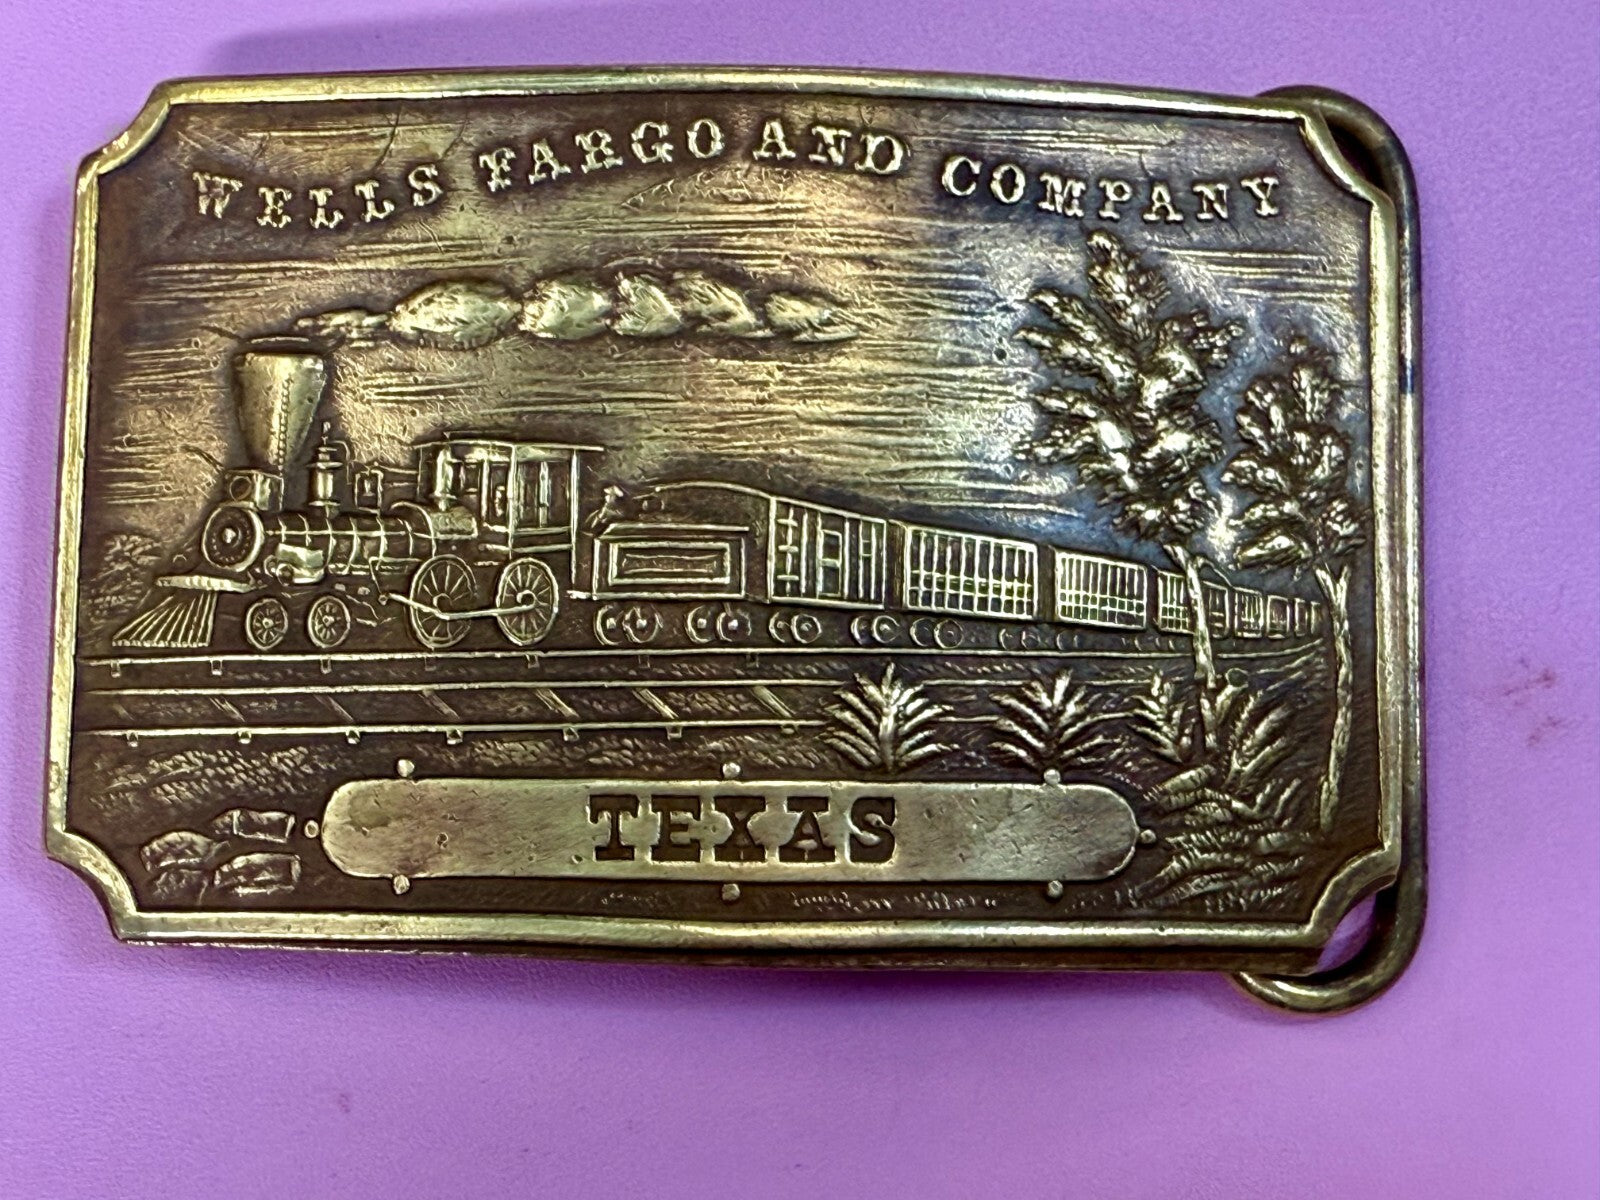 WELLS FARGO AND COMPANY
TEXAS